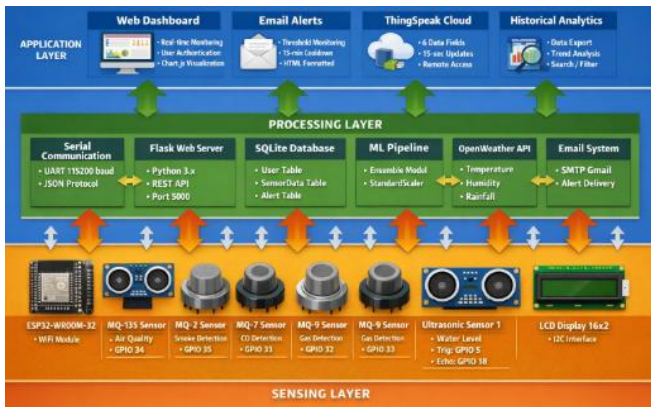 APPLICATION
LAYER
Web Dashboard
• Real-time Monitoring
• User Authentication
• Chart.js Visualization
Email Alerts
• Threshold Monitoring
• 15-min Cooldown
• HTML Formatted
ThingSpeak Cloud
• 6 Data Fields
• 15-sec Updates
• Remote Access
Historical Analytics
• Data Export
• Trend Analysis
• Search / Filter
PROCESSING LAYER
Serial
Communication
• UART 115200 baud
• JSON Protocol
Flask Web Server
• Python 3.x
• REST API
• Port 5000
SQLite Database
• User Table
• SensorData Table
• Alert Table
ML Pipeline
• Ensemble Model
• StandardScaler
OpenWeather API
• Temperature
• Humidity
• Rainfall
Email System
• SMTP Gmail
• Alert Delivery
ESP32-WROOM-32
• WiFi Module
MQ-135 Sensor
• Air Quality
• GPIO 34
MQ-2 Sensor
Smoke Detection
• GPIO 35
MQ-7 Sensor
CO Detection
• GPIO 33
MQ-9 Sensor
Gas Detection
• GPIO 32
MQ-9 Sensor
Gas Detection
• GPIO 33
Ultrasonic Sensor 1
• Water Level
• Trig: GPIO 5
• Echo: GPIO 18
LCD Display 16x2
• I2C Interface
SENSING LAYER